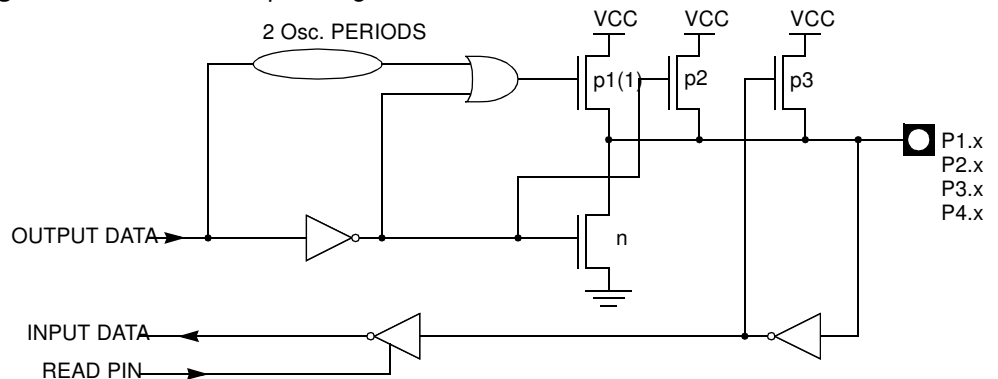 2 Osc. PERIODS
VCC
VCC
VCC
p1(1)
p2
p3
P1.x
P2.x
P3.x
P4.x
OUTPUT DATA
n
INPUT DATA
READ PIN